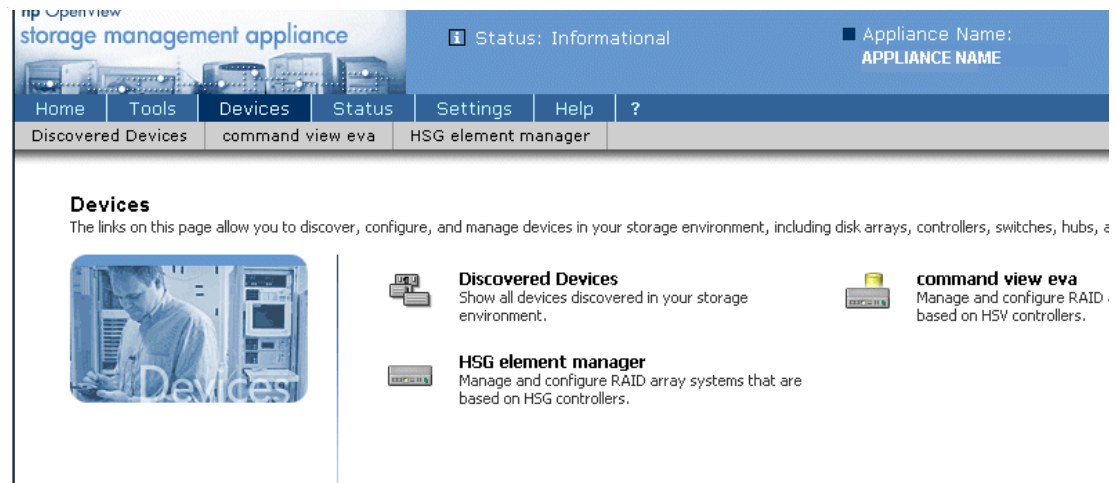 hp OpenView
storage management appliance
Status: Informational
Appliance Name:
APPLIANCE NAME
Home Tools Devices Status Settings Help ?
Discovered Devices command view eva HSG element manager
Devices
The links on this page allow you to discover, configure, and manage devices in your storage environment, including disk arrays, controllers, switches, hubs,
Devices
Discovered Devices
Show all devices discovered in your storage
environment.
command view eva
Manage and configure RAID
based on HSV controllers.
HSG element manager
Manage and configure RAID array systems that are
based on HSG controllers.